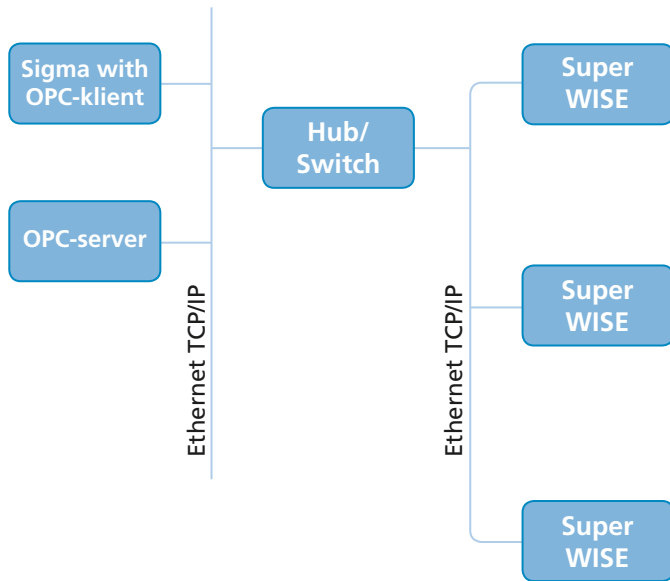 Sigma with
OPC-klient
OPC-server
Ethernet TCP/IP
Hub/
Switch
Ethernet TCP/IP
Super
WISE
Super
WISE
Super
WISE